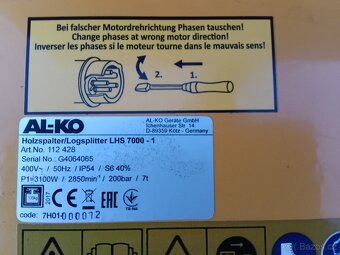 Bei falscher Motordrehrichtung Phasen tauschen!
Change phases at wrong motor direction!
Inverser les phases si le moteur tourne dans le mauvais sens!
2.
1.
AL-KO
AL-KO Geräte GmbH
Ichenhauser Str. 14
D-89359 Kötz - Germany
Holzspalter/Logsplitter LHS 7000 - 1
Art.No. 112 428
Serial No.: G4064065
400V~ / 50Hz / IP54 / S6 40%
P1=3100W / 2850min⁻¹ / 200bar / 7t
2017
code: 7H01-000012